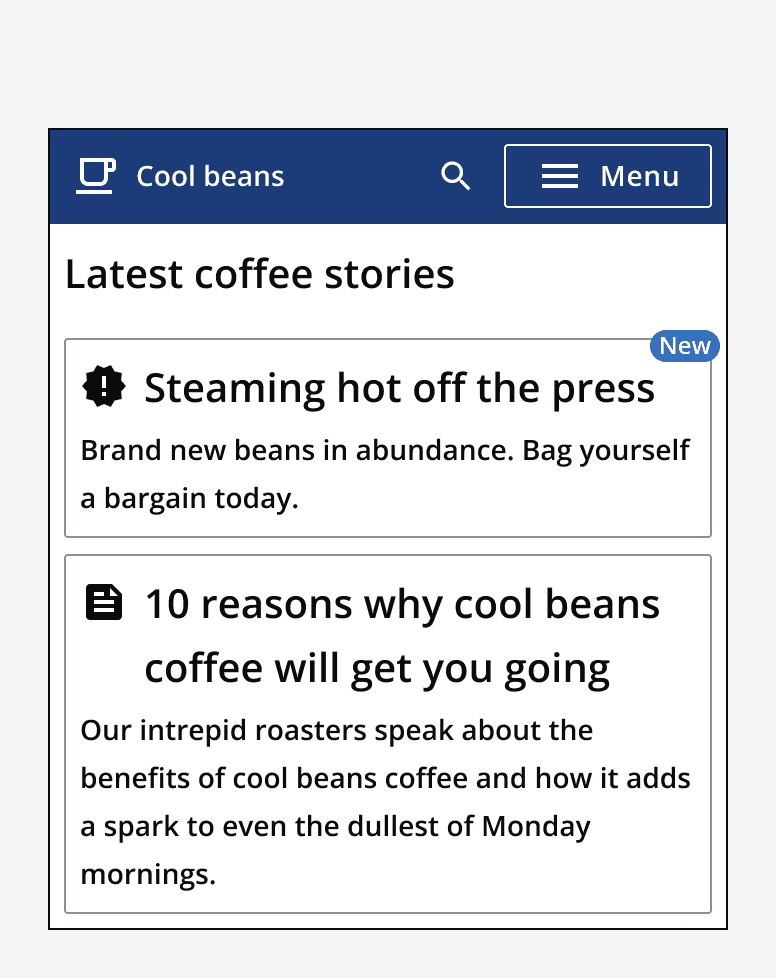 Cool beans
Menu
Latest coffee stories
New
Steaming hot off the press
Brand new beans in abundance. Bag yourself
a bargain today.
10 reasons why cool beans
coffee will get you going
Our intrepid roasters speak about the
benefits of cool beans coffee and how it adds
a spark to even the dullest of Monday
mornings.